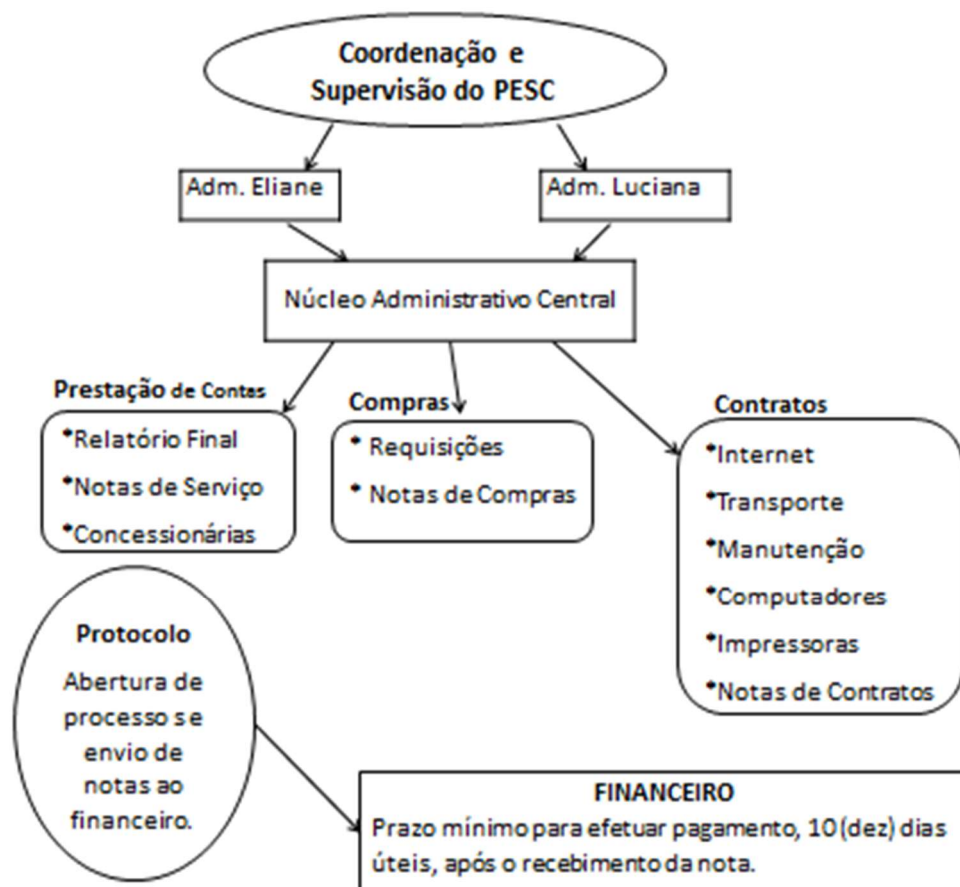 Coordenação e
Supervisão do PESC
Adm. Eliane
Adm. Luciana
Núcleo Administrativo Central
Prestação de Contas
*Relatório Final
*Notas de Serviço
*Concessionárias
Compras
* Requisições
* Notas de Compras
Contratos
*Internet
*Transporte
*Manutenção
*Computadores
*Impressoras
*Notas de Contratos
Protocolo
Abertura de
processo s e
envio de
notas ao
financeiro.
FINANCEIRO
Prazo mínimo para efetuar pagamento, 10 (dez) dias
úteis, após o recebimento da nota.